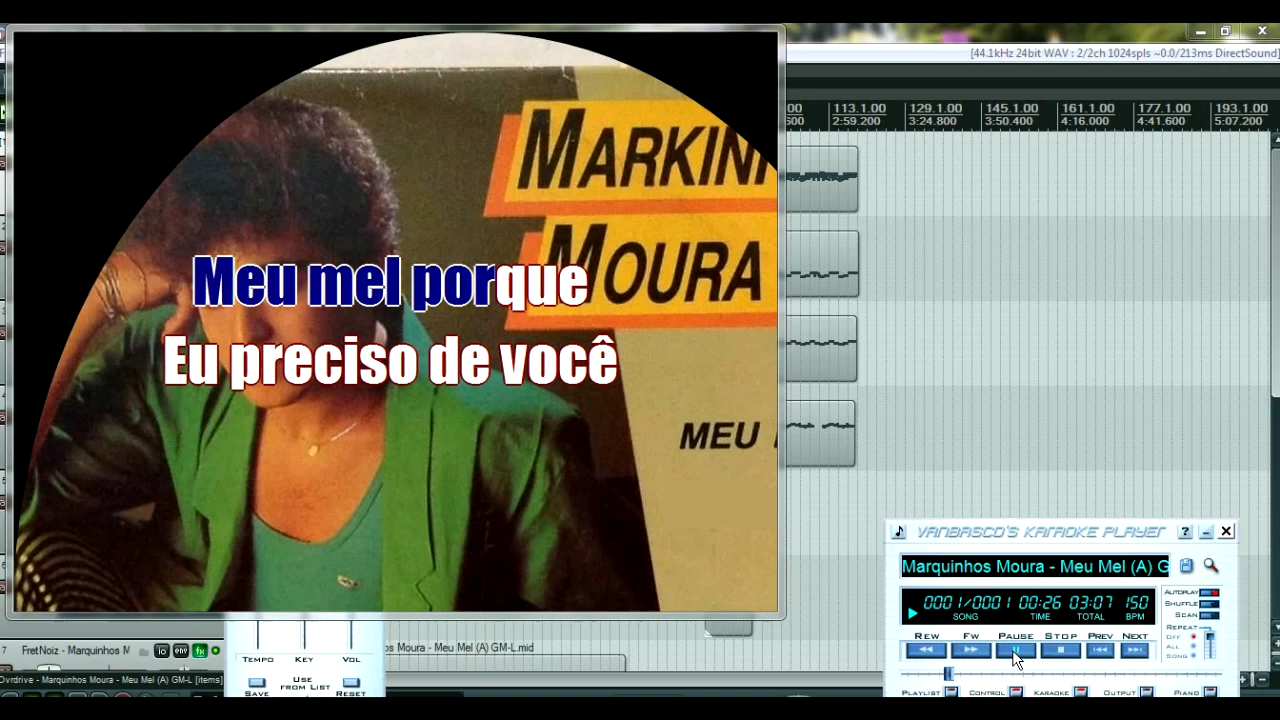 [44.1kHz 24bit WAV : 2/2ch 1024spls ~0.0/213ms DirectSound]
113.1.00 129.1.00 145.1.00 161.1.00 177.1.00 193.1.00
2:59.200 3:24.800 3:50.400 4:16.000 4:41.600 5:07.200
MARKIN
MOURA
Meu mel porque
Eu preciso de você
MEU
VANBASCO'S KARAOKE PLAYER
Marquinhos Moura - Meu Mel (A) G
0001/0001 00:26 03:07 150
SONG TIME TOTAL BPM
AUTOPLAY
SHUFFLE
SCAN
REPEAT
OFF
ALL
SONG
REW FW PAUSE STOP PREV NEXT
PLAYLIST CONTROL KARAOKE OUTPUT PIANO
7 FretNoiz - Marquinhos M io env fx
s Moura - Meu Mel (A) GM-L.mid
TEMPO KEY VOL
SAVE USE FROM LIST RESET
Ovrdrive - Marquinhos Moura - Meu Mel (A) GM-L [items]